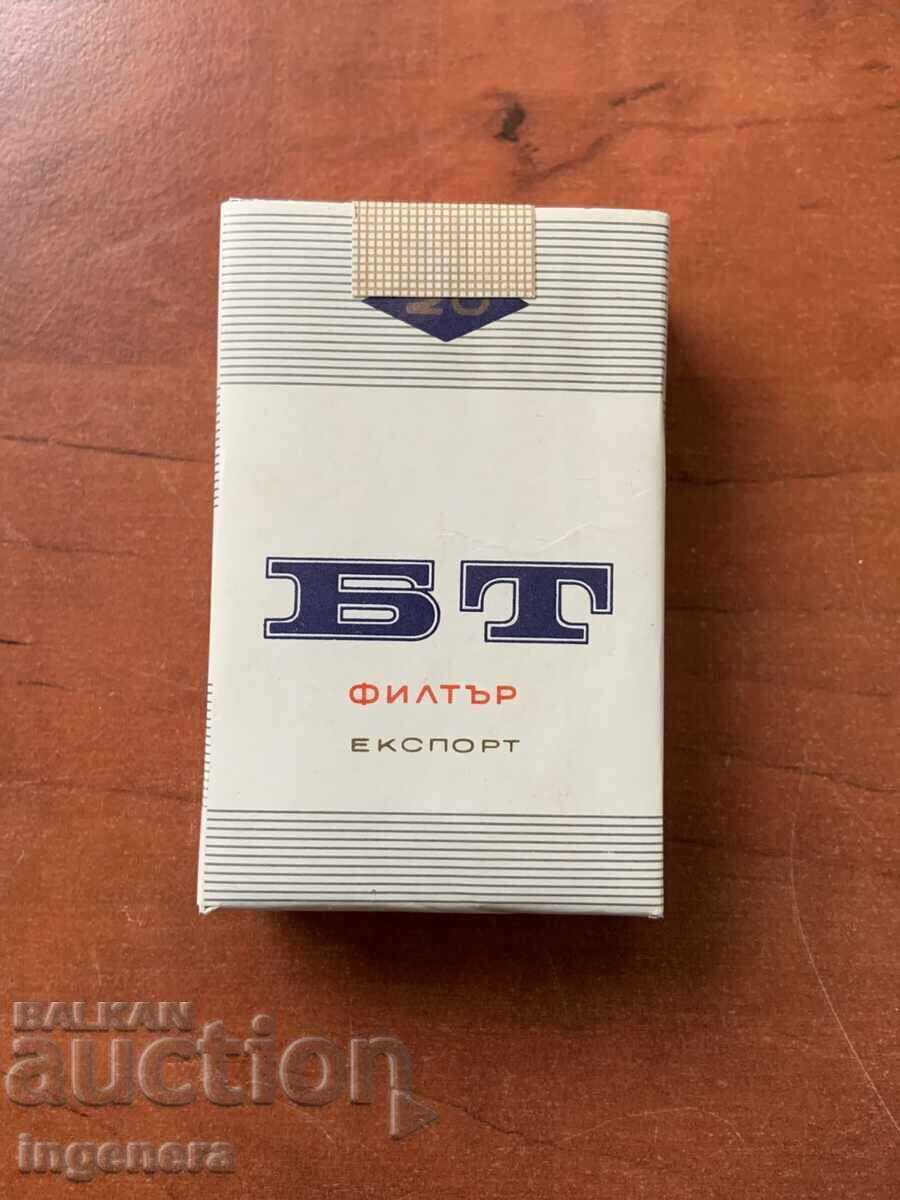 20
БТ
ФИЛТЪР
ЕКСПОРТ
BALKAN
auction
ingenera